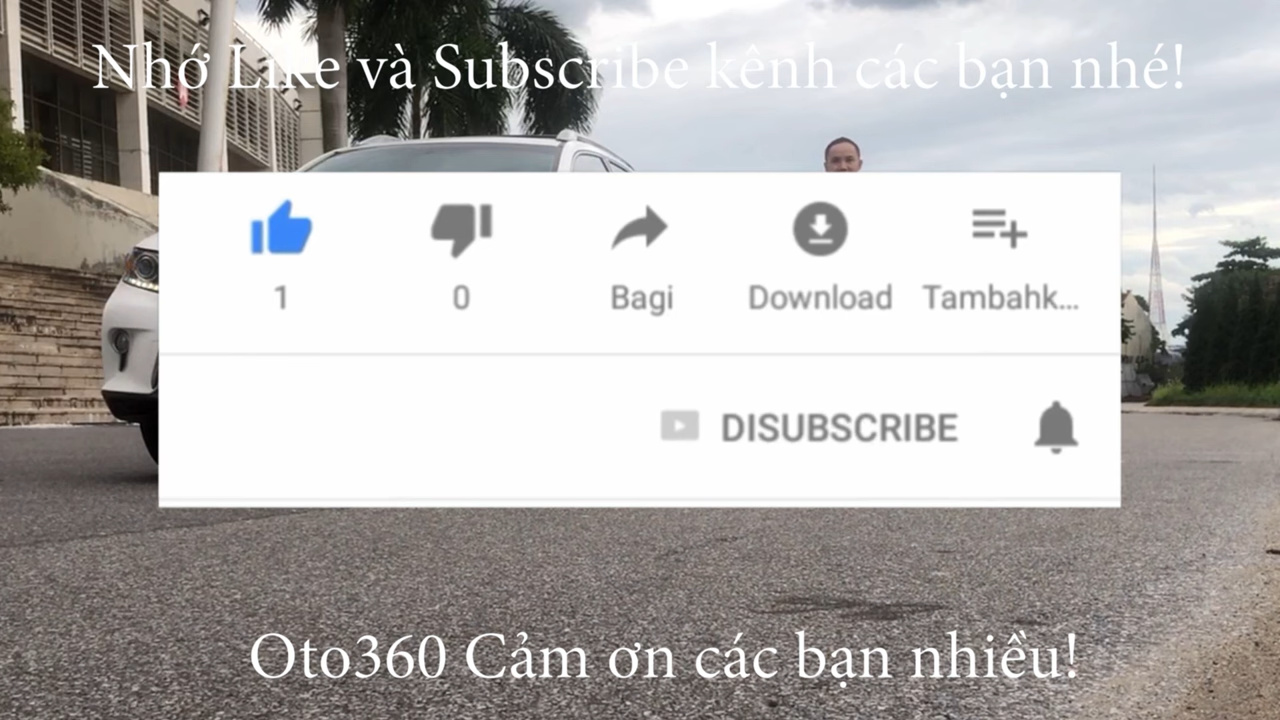 Nhớ Like và Subscribe kênh các bạn nhé!
1 0 Bagi Download Tambahk...
DISUBSCRIBE
Oto360 Cảm ơn các bạn nhiều!